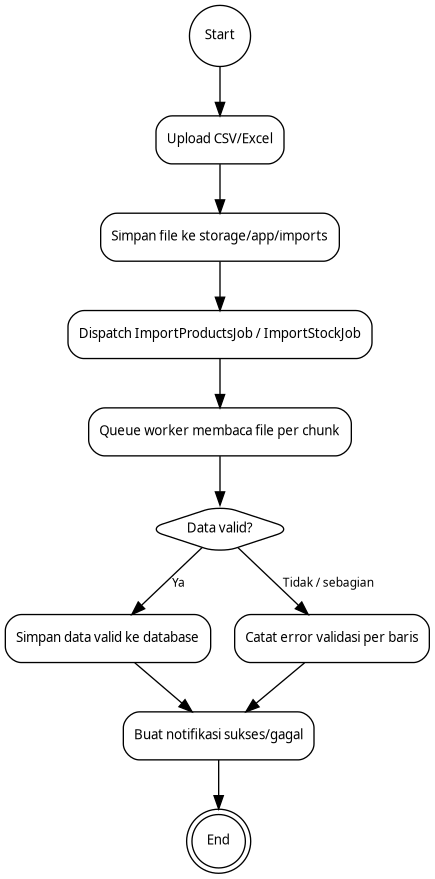 Start
Upload CSV/Excel
Simpan file ke storage/app/imports
Dispatch ImportProductsJob / ImportStockJob
Queue worker membaca file per chunk
Data valid?
Ya
Tidak / sebagian
Simpan data valid ke database
Catat error validasi per baris
Buat notifikasi sukses/gagal
End